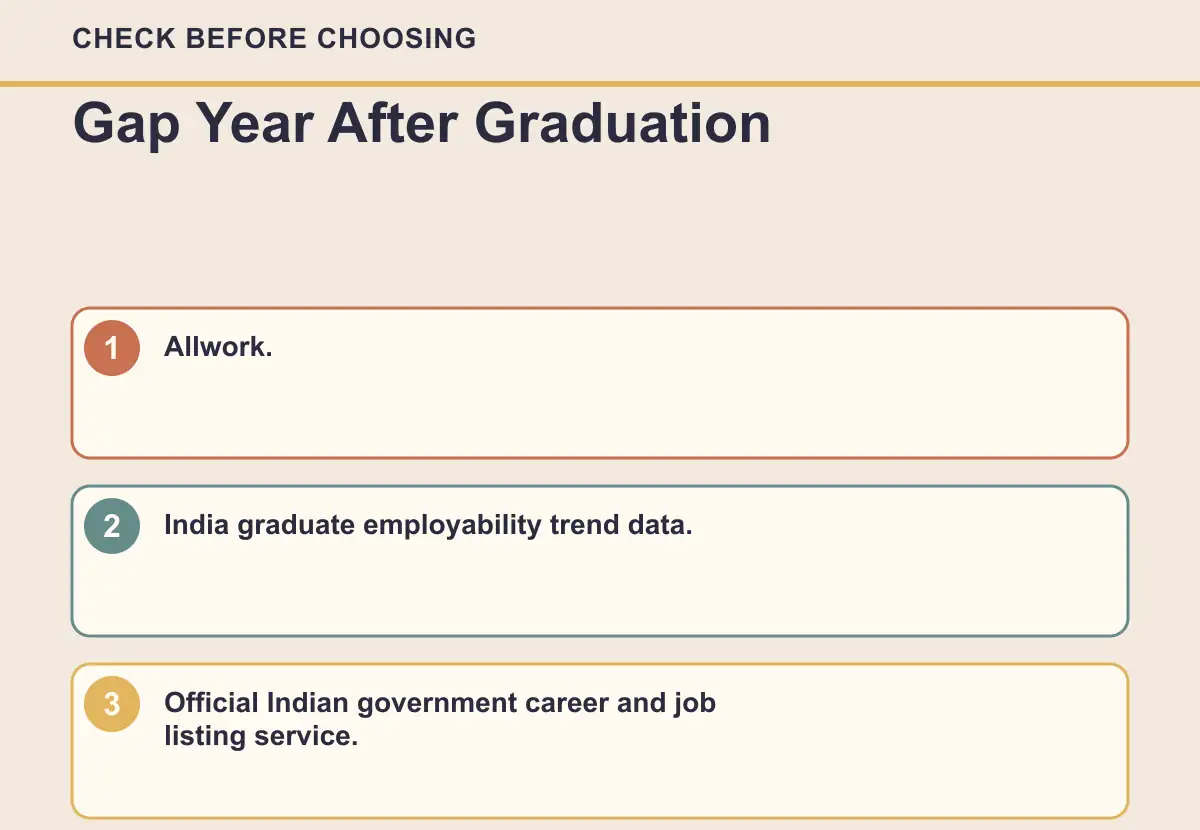 CHECK BEFORE CHOOSING
Gap Year After Graduation
1
Allwork.
2
India graduate employability trend data.
3
Official Indian government career and job
listing service.